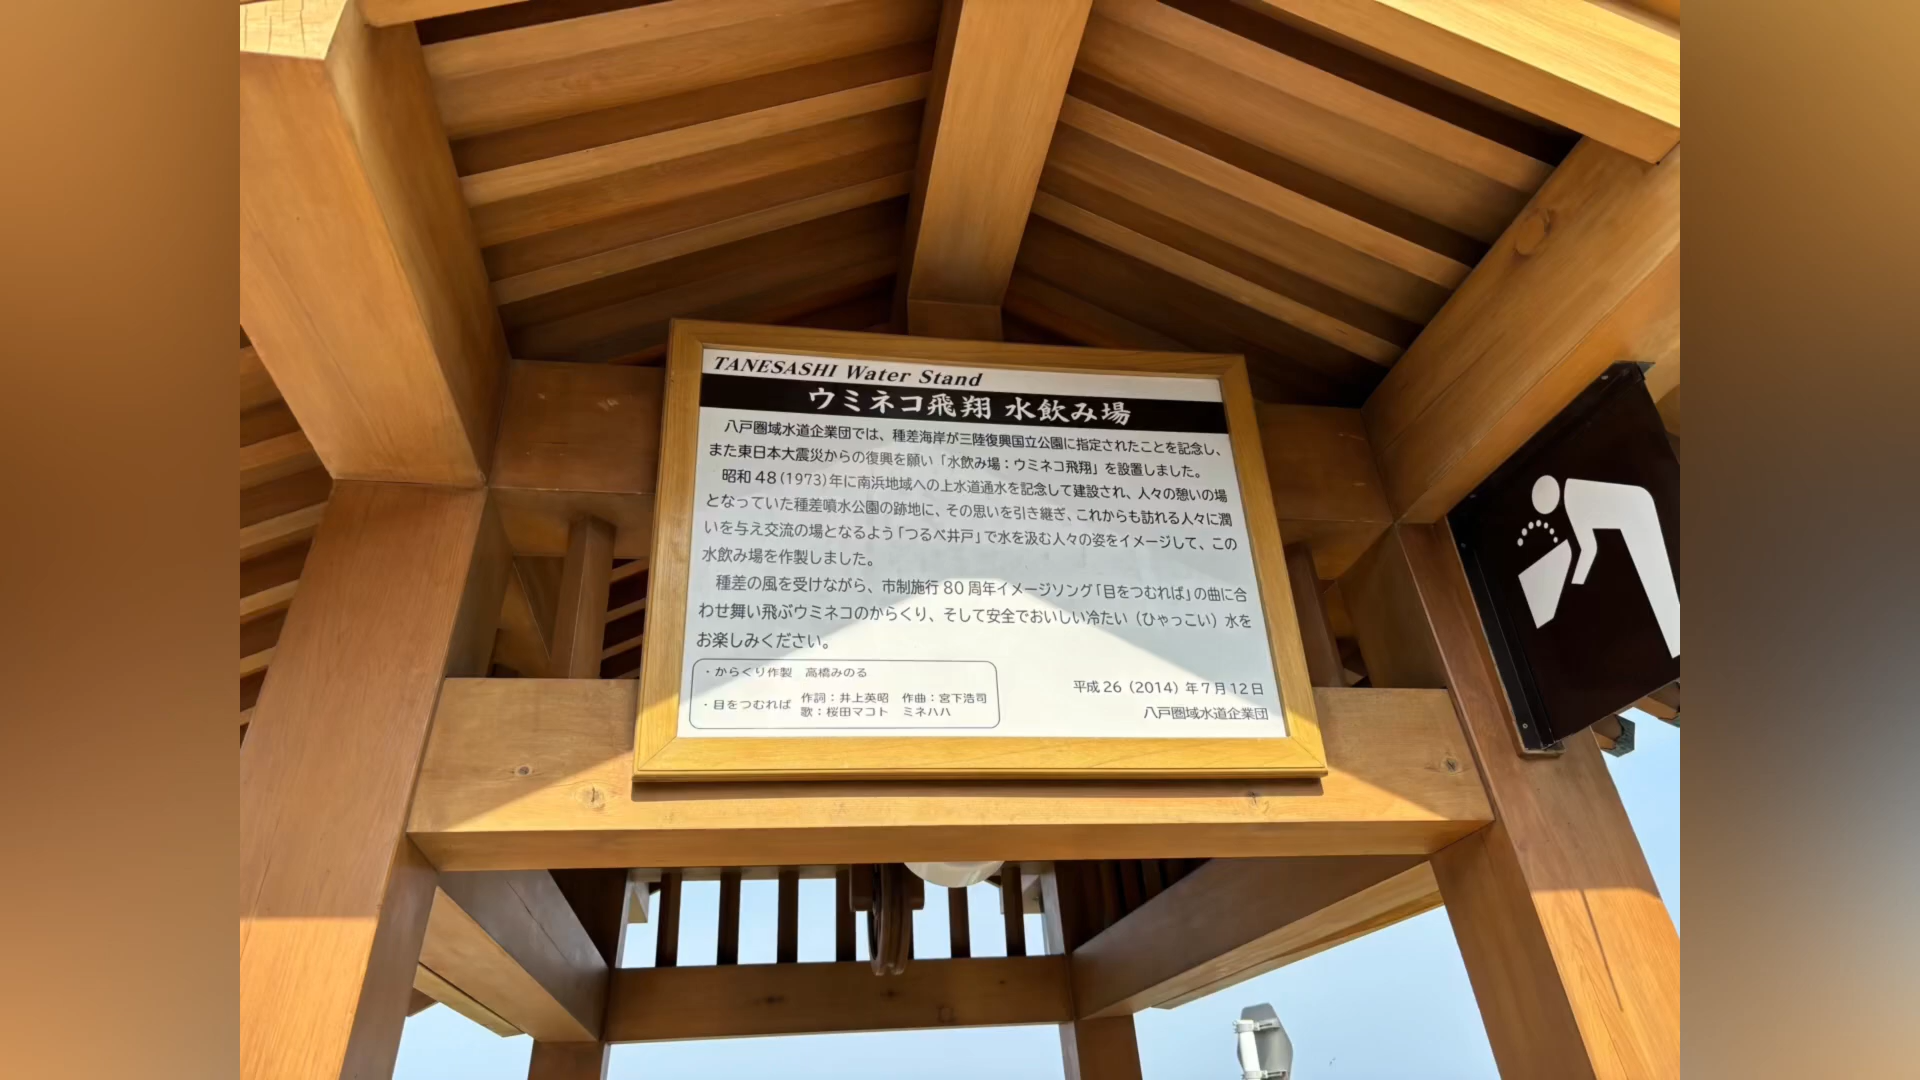 TANESASHI Water Stand
ウミネコ飛翔 水飲み場
八戸圏域水道企業団では、種差海岸が三陸復興国立公園に指定されたことを記念し、
また東日本大震災からの復興を願い「水飲み場：ウミネコ飛翔」を設置しました。
昭和48（1973）年に南浜地域への上水道通水を記念して建設され、人々の憩いの場
となっていた種差噴水公園の跡地に、その思いを引き継ぎ、これからも訪れる人々に潤
いを与え交流の場となるよう「つるべ井戸」で水を汲む人々の姿をイメージして、この
水飲み場を作製しました。
種差の風を受けながら、市制施行80周年イメージソング「目をつむれば」の曲に合
わせ舞い飛ぶウミネコのからくり、そして安全でおいしい冷たい（ひゃっこい）水を
お楽しみください。
・からくり作製　高橋みのる
・目をつむれば　作詞：井上英昭　作曲：宮下浩司
歌：桜田マコト　ミネハハ
平成26（2014）年7月12日
八戸圏域水道企業団